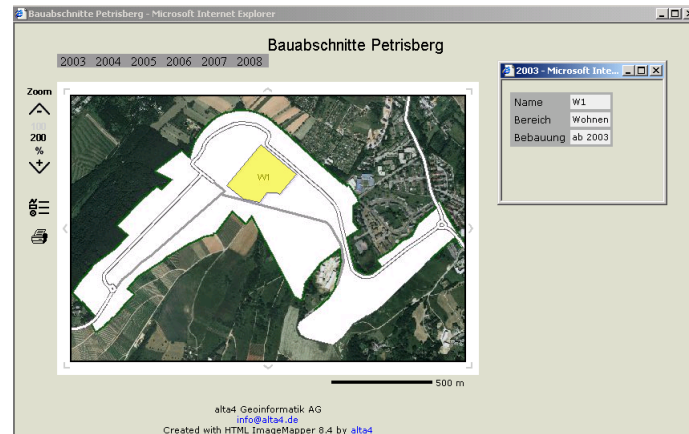 Bauabschnitte Petrisberg - Microsoft Internet Explorer
Bauabschnitte Petrisberg
2003 2004 2005 2006 2007 2008
Zoom
100
200
%
W1
500 m
2003 - Microsoft Inte...
Name W1
Bereich Wohnen
Bebauung ab 2003
alta4 Geoinformatik AG
info@alta4.de
Created with HTML ImageMapper 8.4 by alta4